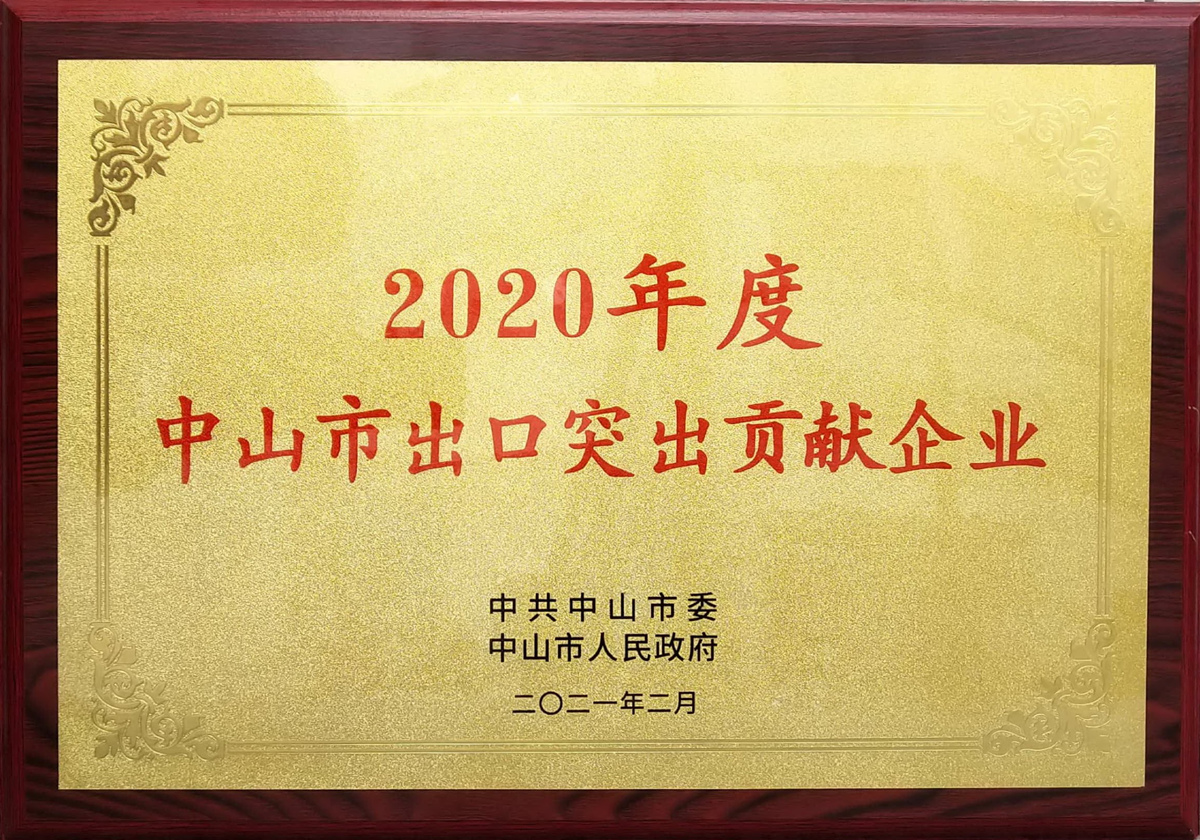 2020年度
中山市出口突出贡献企业
中共中山市委
中山市人民政府
二〇二一年二月